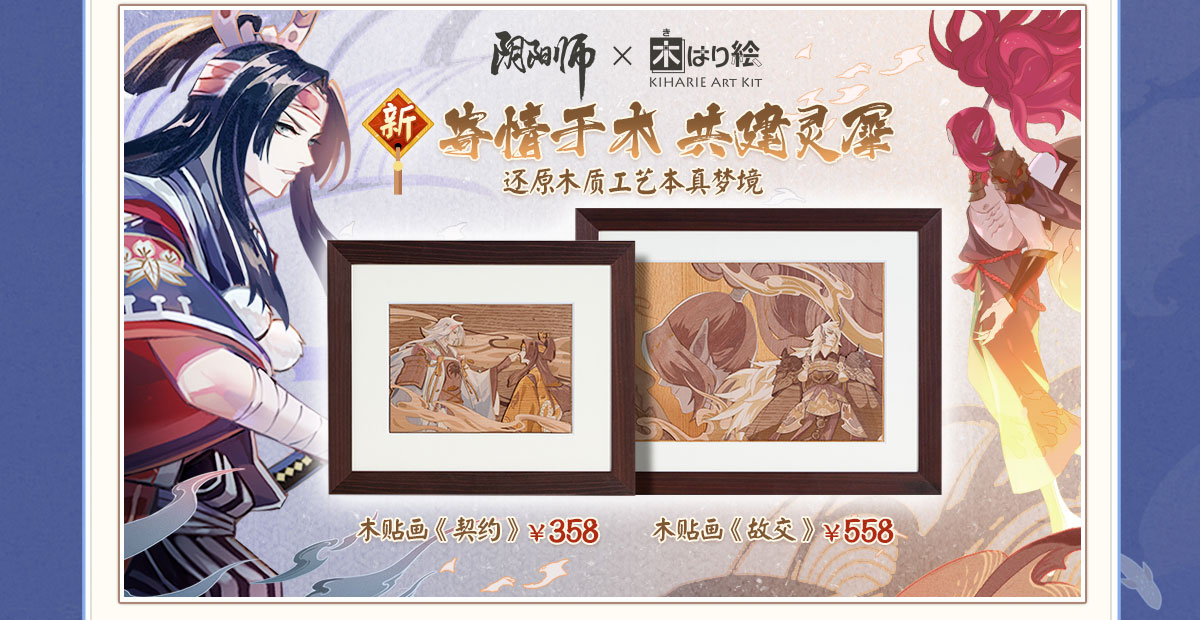 阴阳师 × 木はり絵
き
KIHARIE ART KIT
新
寄情于木 共建灵犀
还原木质工艺本真梦境
木贴画《契约》¥358
木贴画《故交》¥558